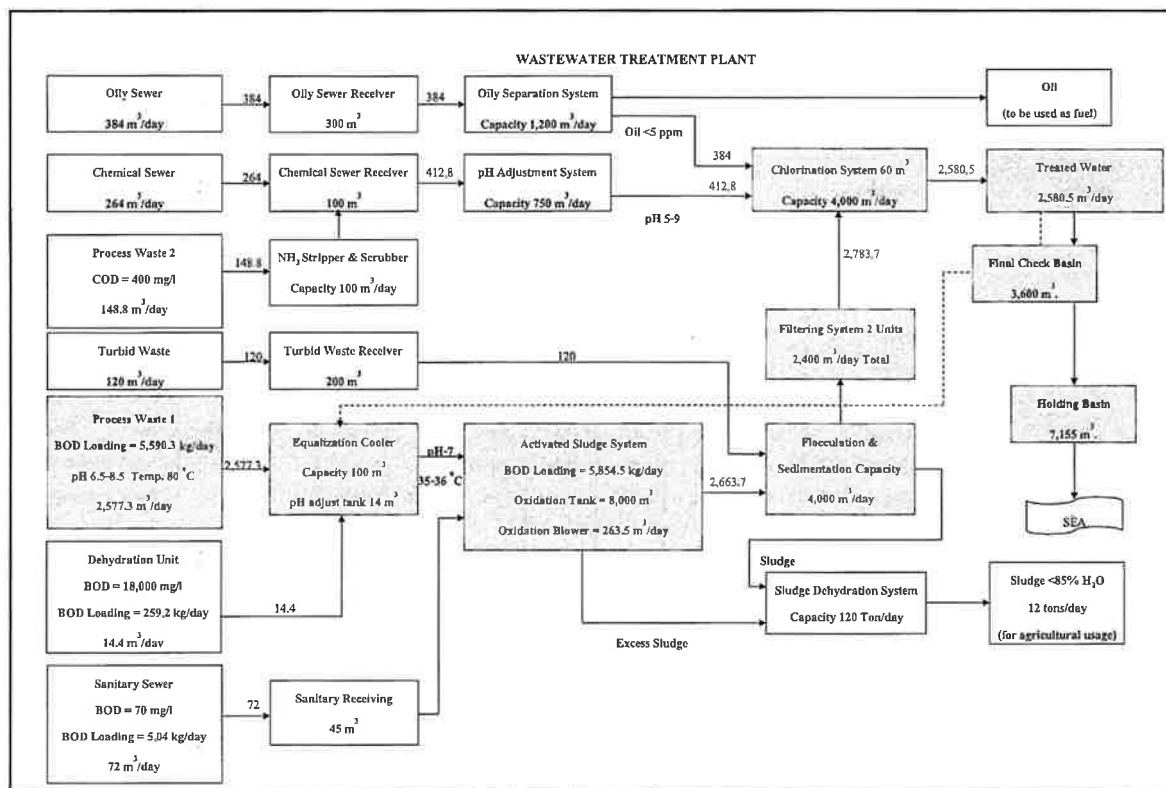 WASTEWATER TREATMENT PLANT
Oily Sewer
384 m³/day
384
Oily Sewer Receiver
300 m³
384
Oily Separation System
Capacity 1,200 m³/day
Oil <5 ppm
384
Oil
(to be used as fuel)
Chemical Sewer
264 m³/day
264
Chemical Sewer Receiver
100 m³
412.8
pH Adjustment System
Capacity 750 m³/day
pH 5-9
412.8
Chlorination System 60 m³
Capacity 4,000 m³/day
2,580.5
Treated Water
2,580.5 m³/day
Process Waste 2
COD = 400 mg/l
148.8 m³/day
148.8
NH₃ Stripper & Scrubber
Capacity 100 m³/day
2,783.7
Final Check Basin
3,600 m³.
Turbid Waste
120 m³/day
120
Turbid Waste Receiver
200 m³
120
Filtering System 2 Units
2,400 m³/day Total
Process Waste 1
BOD Loading = 5,590.3 kg/day
pH 6.5-8.5 Temp. 80 °C
2,577.3 m³/day
2,577.3
Equalization Cooler
Capacity 100 m³
pH adjust tank 14 m³
pH-7
35-36 °C
Activated Sludge System
BOD Loading = 5,854.5 kg/day
Oxidation Tank = 8,000 m³
Oxidation Blower = 263.5 m³/day
2,663.7
Flocculation &
Sedimentation Capacity
4,000 m³/day
Holding Basin
7,155 m³.
SEA
Dehydration Unit
BOD = 18,000 mg/l
BOD Loading = 259.2 kg/day
14.4 m³/day
14.4
Sludge
Sludge Dehydration System
Capacity 120 Ton/day
Excess Sludge
Sludge <85% H₂O
12 tons/day
(for agricultural usage)
Sanitary Sewer
BOD = 70 mg/l
BOD Loading = 5.04 kg/day
72 m³/day
72
Sanitary Receiving
45 m³